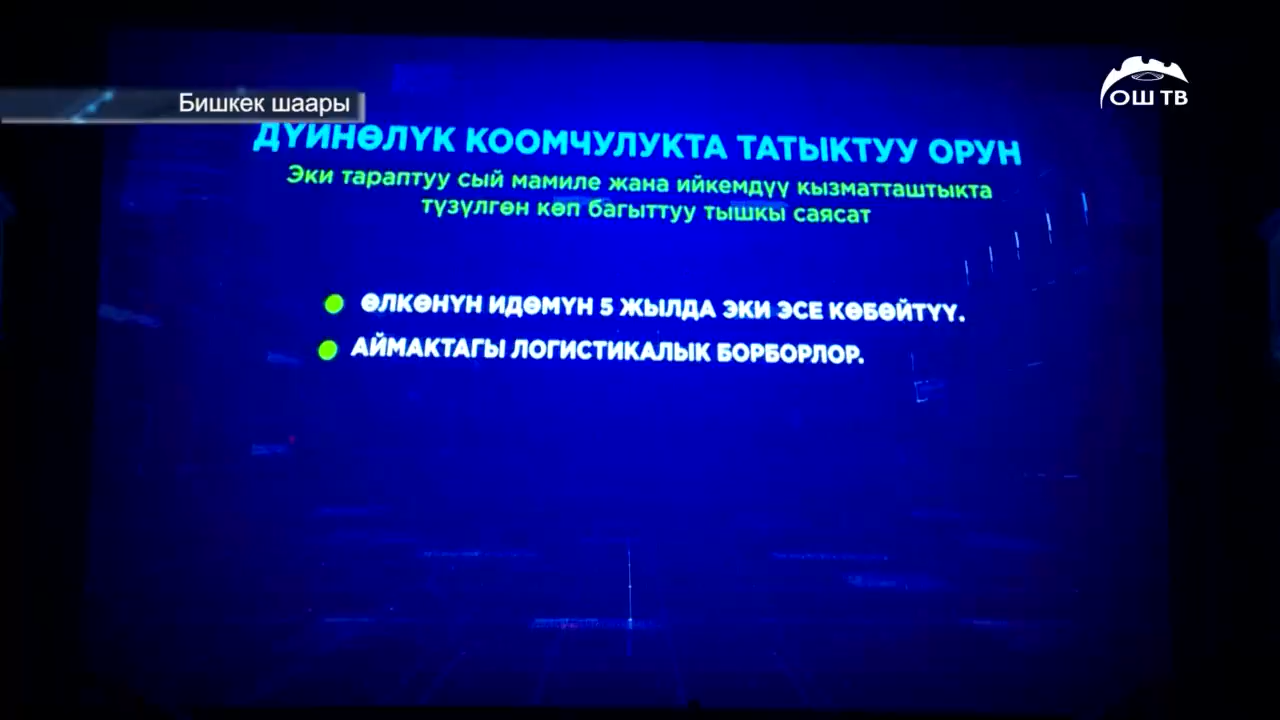 Бишкек шаары
ОШ ТВ
ДҮЙНӨЛҮК КООМЧУЛУКТА ТАТЫКТУУ ОРУН
Эки тараптуу сый мамиле жана ийкемдүү кызматташтыкта
түзүлгөн көп багыттуу тышкы саясат
ӨЛКӨНҮН ИДӨМҮН 5 ЖЫЛДА ЭКИ ЭСЕ КӨБӨЙТҮҮ.
АЙМАКТАГЫ ЛОГИСТИКАЛЫК БОРБОРЛОР.